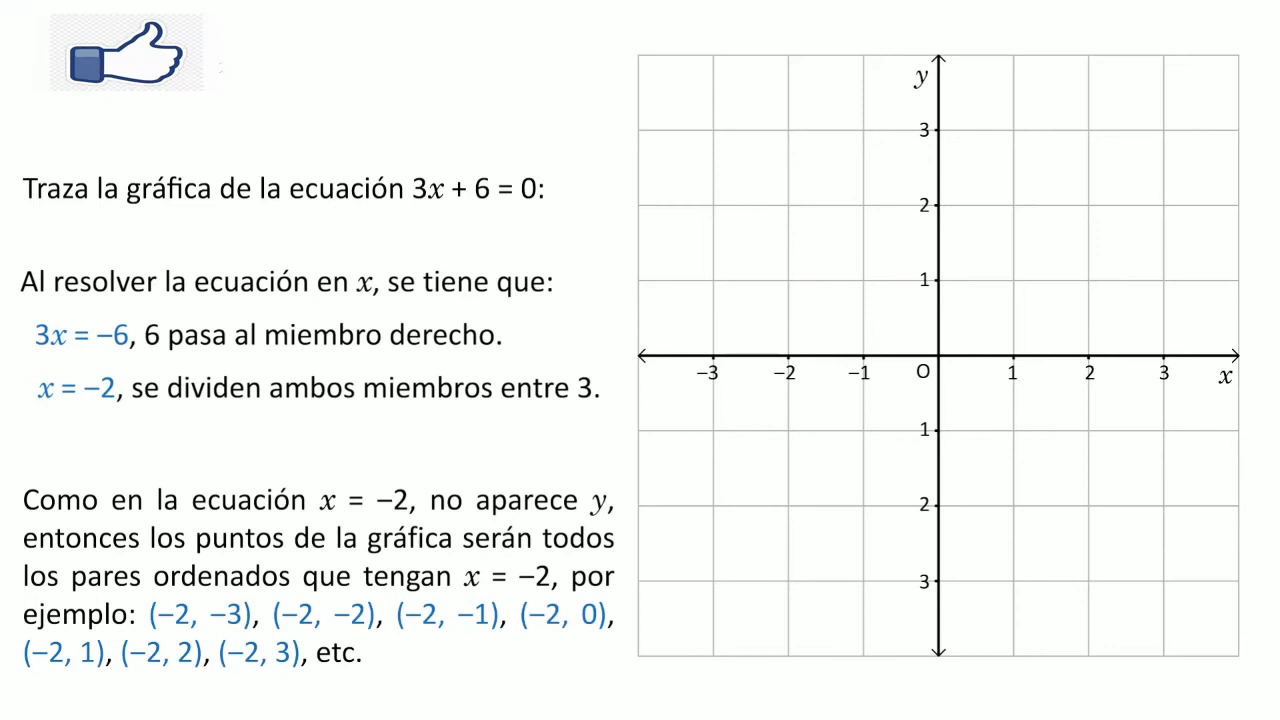 Traza la gráfica de la ecuación 3x + 6 = 0:
Al resolver la ecuación en x, se tiene que:
3x = −6, 6 pasa al miembro derecho.
x = −2, se dividen ambos miembros entre 3.
Como en la ecuación x = −2, no aparece y,
entonces los puntos de la gráfica serán todos
los pares ordenados que tengan x = −2, por
ejemplo: (−2, −3), (−2, −2), (−2, −1), (−2, 0),
(−2, 1), (−2, 2), (−2, 3), etc.
y
3
2
1
−3 −2 −1 O 1 2 3 x
1
2
3